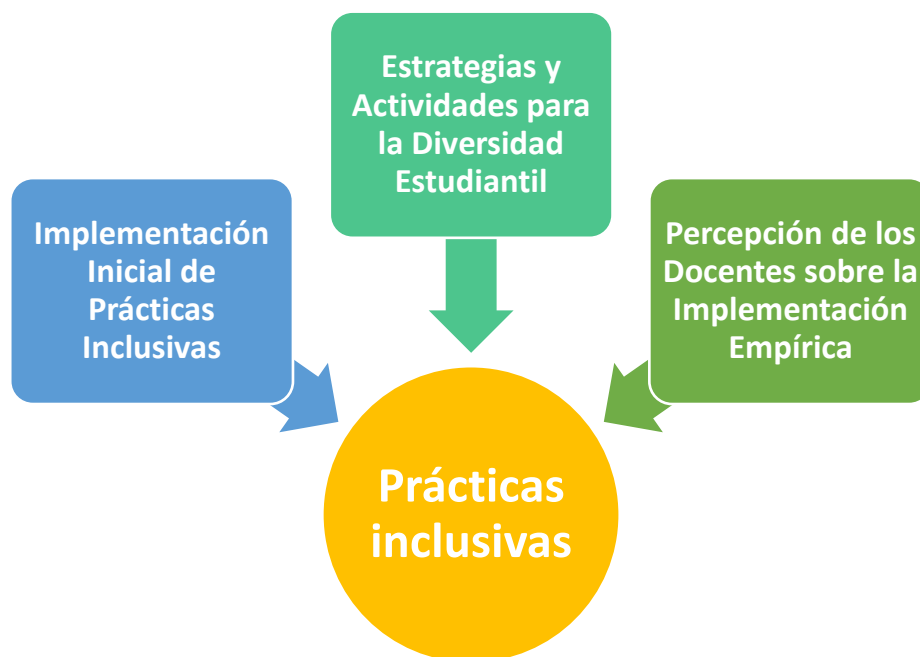 Estrategias y
Actividades para
la Diversidad
Estudiantil
Implementación
Inicial de
Prácticas
Inclusivas
Percepción de los
Docentes sobre la
Implementación
Empírica
Prácticas
inclusivas